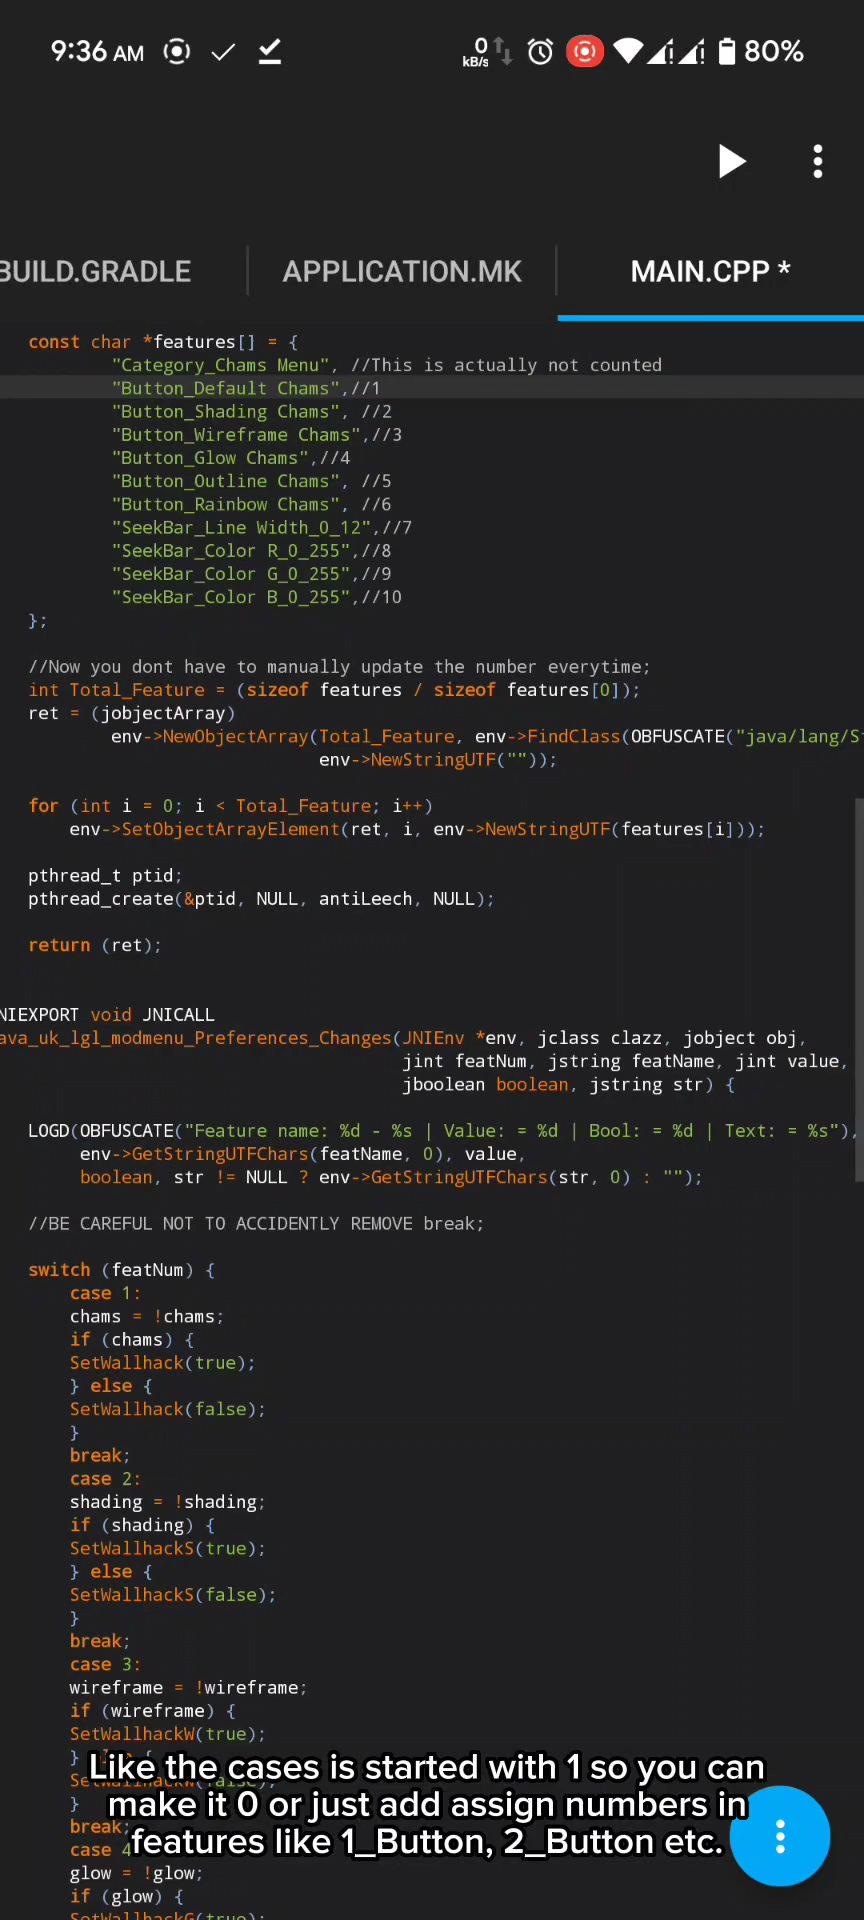 9:36 AM 0 kB/s 80%
BUILD.GRADLE APPLICATION.MK MAIN.CPP *
const char *features[] = {
"Category_Chams Menu", //This is actually not counted
"Button_Default Chams",//1
"Button_Shading Chams", //2
"Button_Wireframe Chams",//3
"Button_Glow Chams",//4
"Button_Outline Chams", //5
"Button_Rainbow Chams", //6
"SeekBar_Line Width_0_12",//7
"SeekBar_Color R_0_255",//8
"SeekBar_Color G_0_255",//9
"SeekBar_Color B_0_255",//10
};
//Now you dont have to manually update the number everytime;
int Total_Feature = (sizeof features / sizeof features[0]);
ret = (jobjectArray)
env->NewObjectArray(Total_Feature, env->FindClass(OBFUSCATE("java/lang/St
env->NewStringUTF(""));
for (int i = 0; i < Total_Feature; i++)
env->SetObjectArrayElement(ret, i, env->NewStringUTF(features[i]));
pthread_t ptid;
pthread_create(&ptid, NULL, antiLeech, NULL);
return (ret);
NIEXPORT void JNICALL
ava_uk_lgl_modmenu_Preferences_Changes(JNIEnv *env, jclass clazz, jobject obj,
jint featNum, jstring featName, jint value,
jboolean boolean, jstring str) {
LOGD(OBFUSCATE("Feature name: %d - %s | Value: = %d | Bool: = %d | Text: = %s"),
env->GetStringUTFChars(featName, 0), value,
boolean, str != NULL ? env->GetStringUTFChars(str, 0) : "");
//BE CAREFUL NOT TO ACCIDENTLY REMOVE break;
switch (featNum) {
case 1:
chams = !chams;
if (chams) {
SetWallhack(true);
} else {
SetWallhack(false);
}
break;
case 2:
shading = !shading;
if (shading) {
SetWallhackS(true);
} else {
SetWallhackS(false);
}
break;
case 3:
wireframe = !wireframe;
if (wireframe) {
SetWallhackW(true);
}
Like the cases is started with 1 so you can
}
make it 0 or just add assign numbers in
break;
features like 1_Button, 2_Button etc.
case 4
glow = !glow;
if (glow) {
SetWallhackG(true);